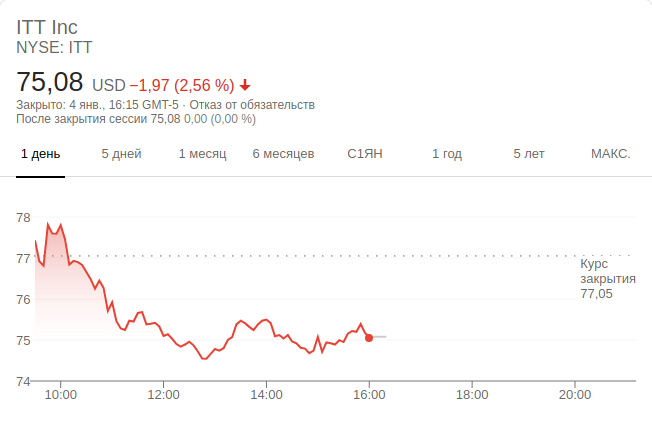 ITT Inc
NYSE: ITT
75,08 USD −1,97 (2,56 %)
Закрыто: 4 янв., 16:15 GMT-5 · Отказ от обязательств
После закрытия сессии 75,08 0,00 (0,00 %)
1 день 5 дней 1 месяц 6 месяцев С1ЯН 1 год 5 лет МАКС.
78
77
Курс
закрытия
77,05
76
75
74
10:00 12:00 14:00 16:00 18:00 20:00